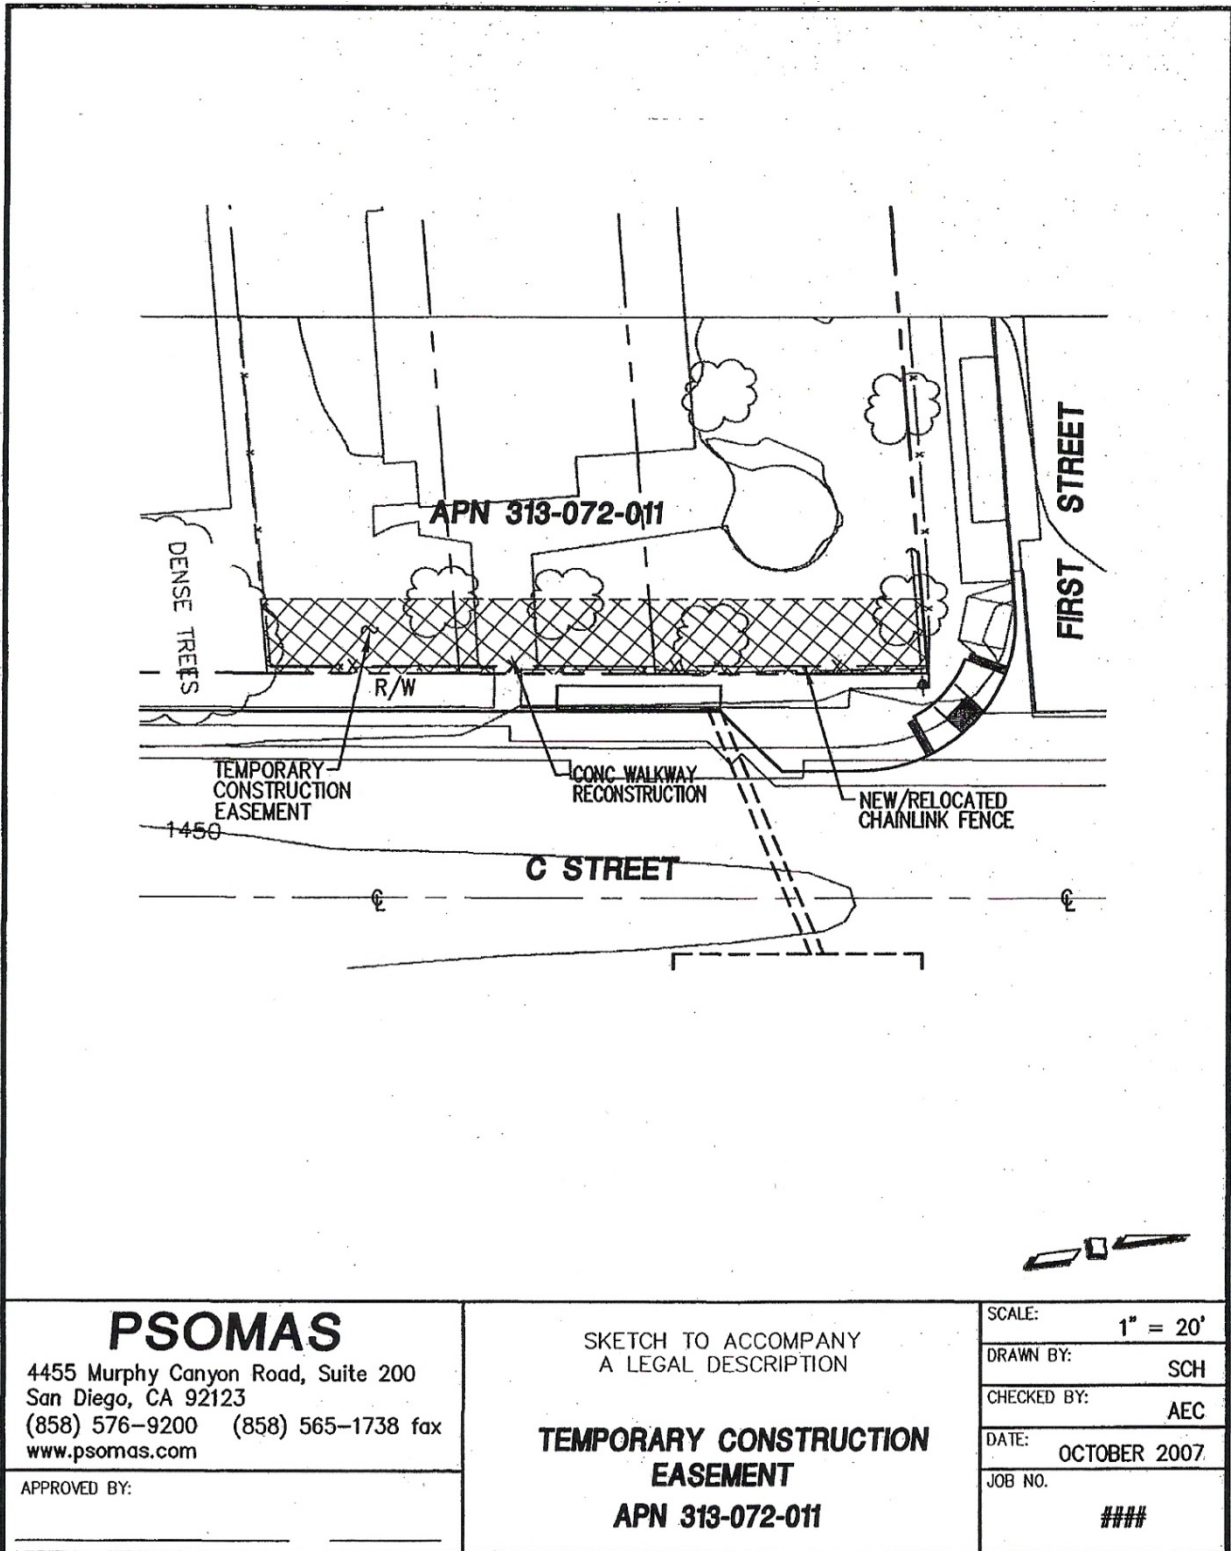 FIRST STREET
APN 313-072-011
DENSE TREES
R/W
TEMPORARY
CONSTRUCTION
EASEMENT
CONC WALKWAY
RECONSTRUCTION
NEW/RELOCATED
CHAINLINK FENCE
1450
C STREET
℄
℄
PSOMAS
4455 Murphy Canyon Road, Suite 200
San Diego, CA 92123
(858) 576-9200 (858) 565-1738 fax
www.psomas.com
APPROVED BY:
SKETCH TO ACCOMPANY
A LEGAL DESCRIPTION
TEMPORARY CONSTRUCTION
EASEMENT
APN 313-072-011
SCALE:
1" = 20'
DRAWN BY:
SCH
CHECKED BY:
AEC
DATE:
OCTOBER 2007
JOB NO.
####